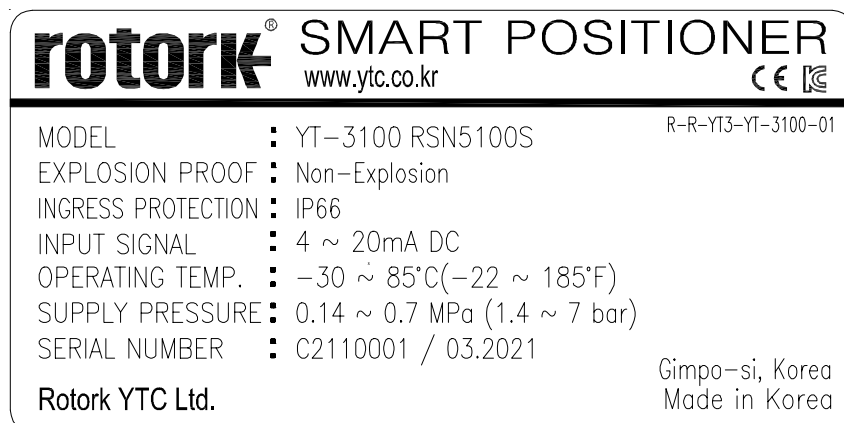 rotork® SMART POSITIONER
www.ytc.co.kr
CE
R-R-YT3-YT-3100-01
MODEL : YT-3100 RSN5100S
EXPLOSION PROOF : Non-Explosion
INGRESS PROTECTION : IP66
INPUT SIGNAL : 4 ~ 20mA DC
OPERATING TEMP. : -30 ~ 85°C(-22 ~ 185°F)
SUPPLY PRESSURE : 0.14 ~ 0.7 MPa (1.4 ~ 7 bar)
SERIAL NUMBER : C2110001 / 03.2021
Gimpo-si, Korea
Rotork YTC Ltd. Made in Korea